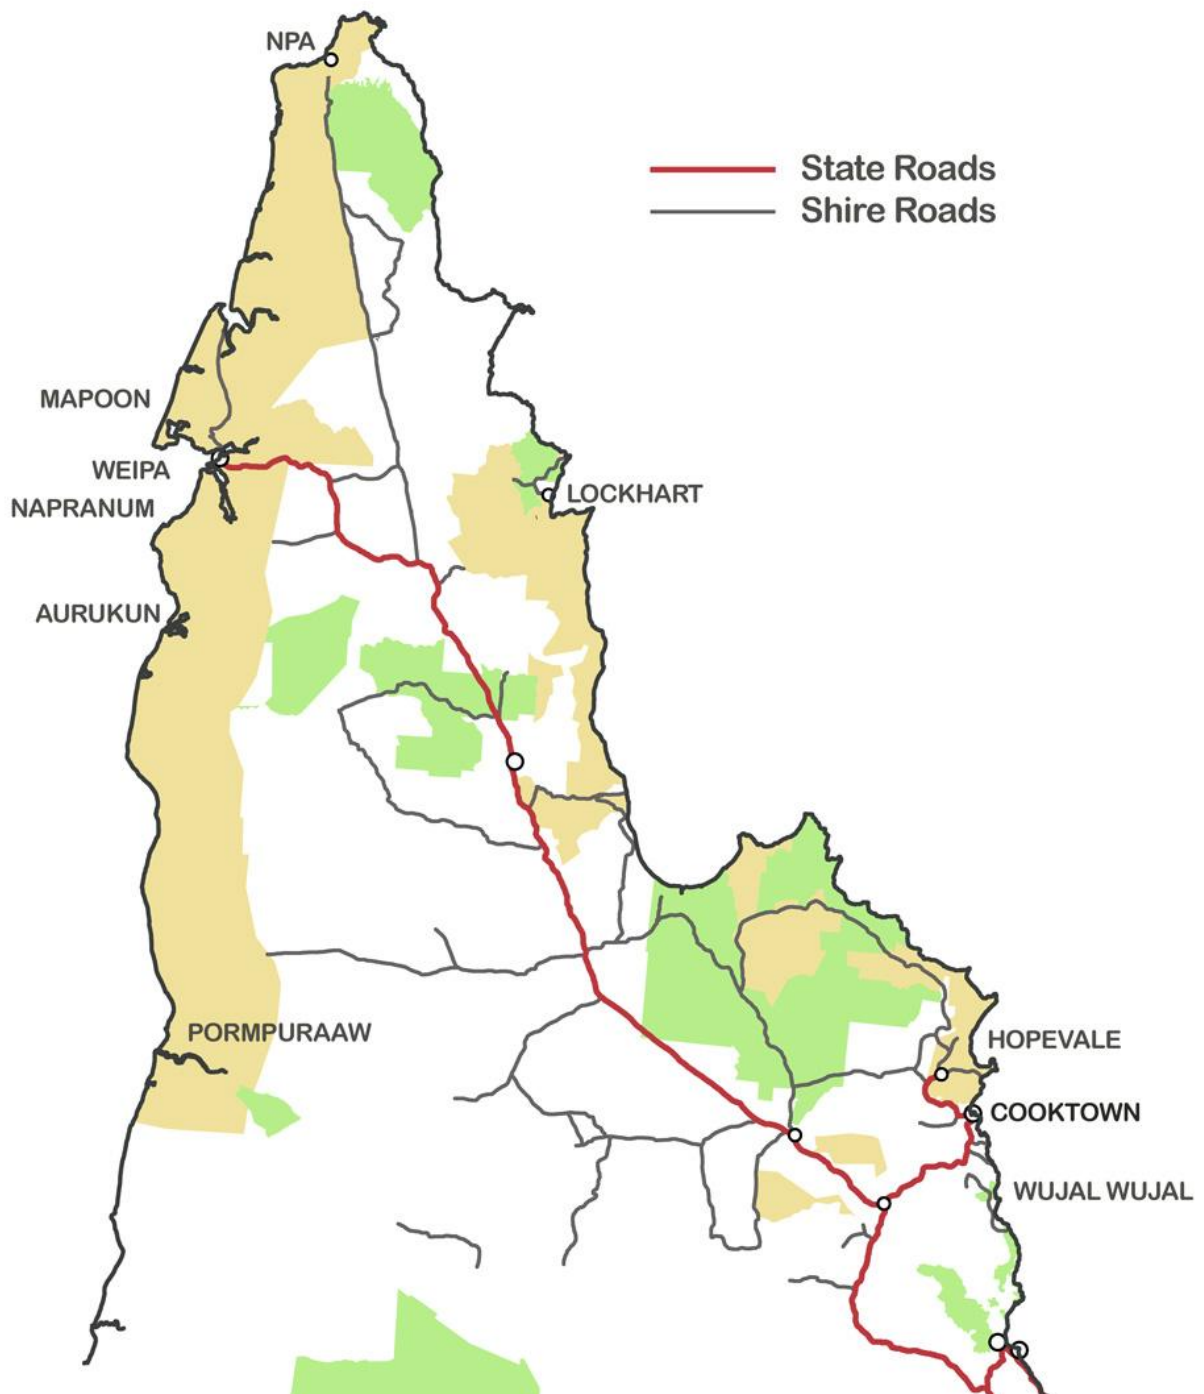 NPA
State Roads
Shire Roads
MAPOON
WEIPA
LOCKHART
NAPRANUM
AURUKUN
PORMPURAAW
HOPEVALE
COOKTOWN
WUJAL WUJAL